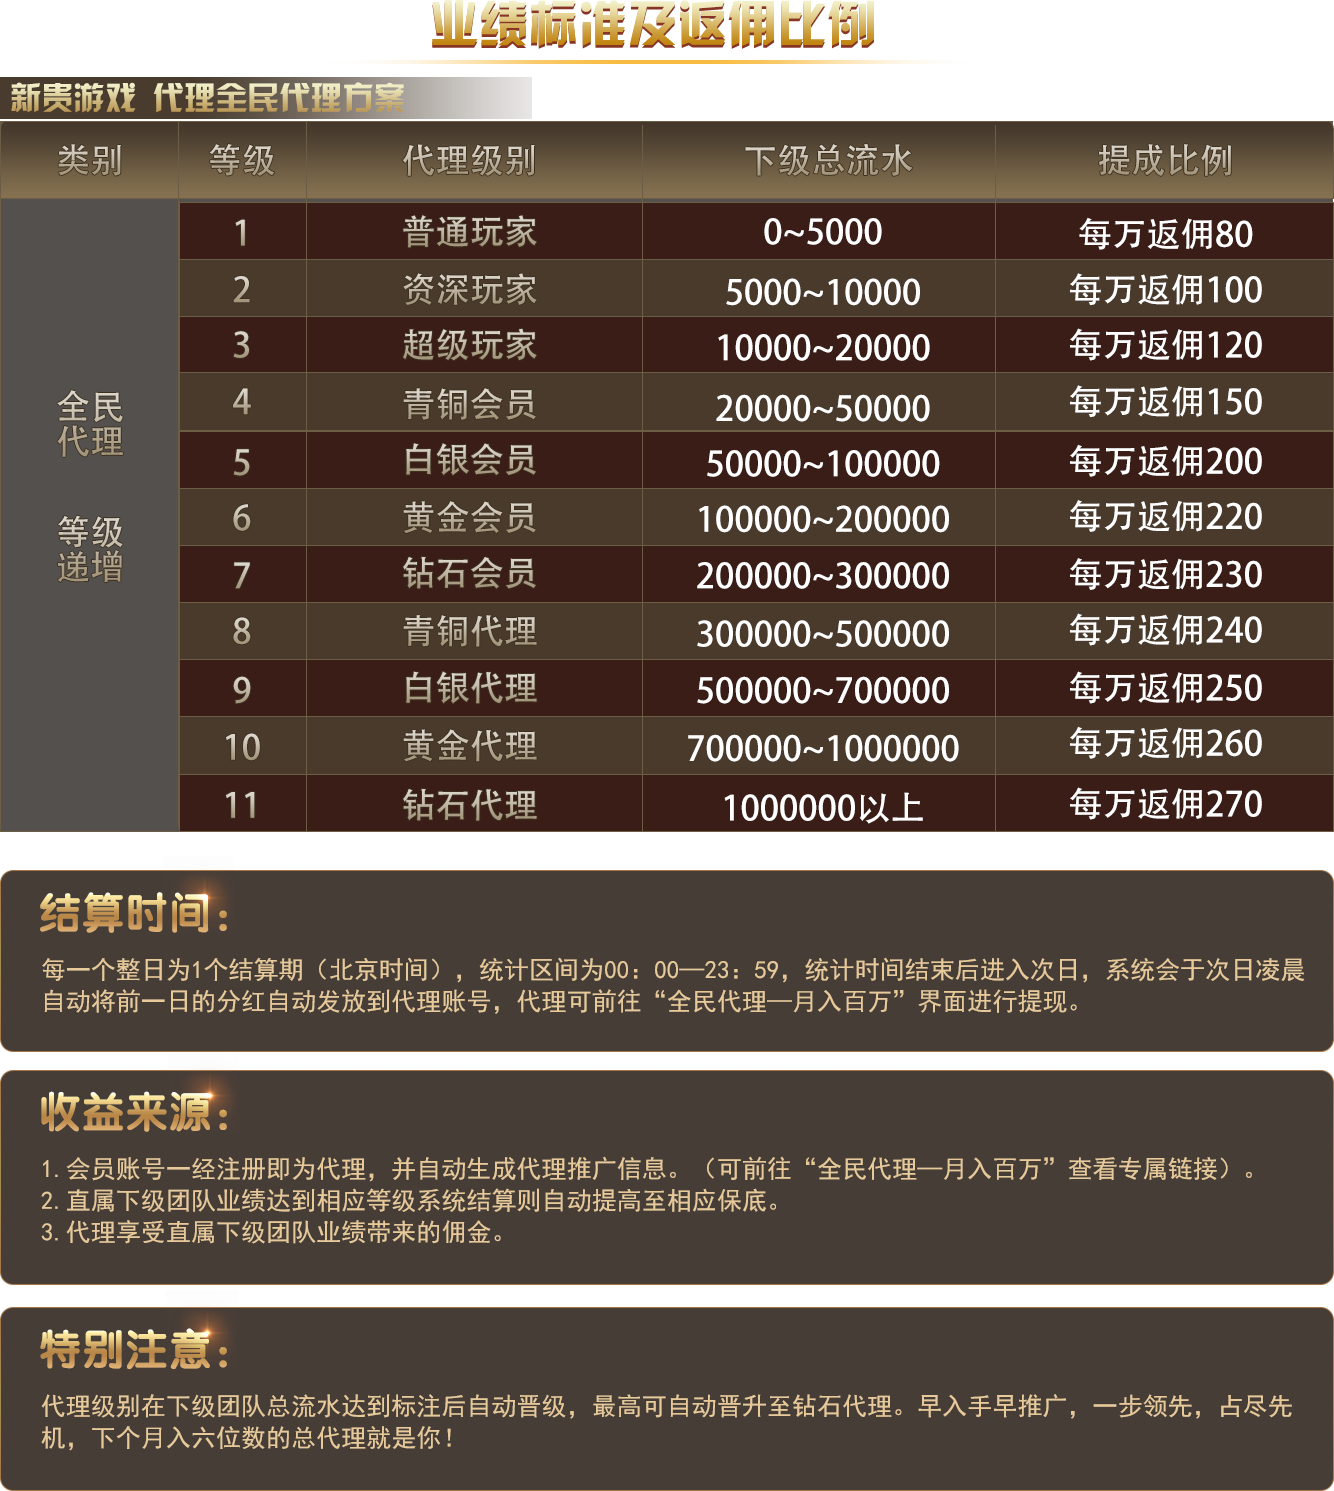 业绩标准及返佣比例
新贵游戏 代理全民代理方案
类别 等级 代理级别 下级总流水 提成比例
1 普通玩家 0~5000 每万返佣80
2 资深玩家 5000~10000 每万返佣100
3 超级玩家 10000~20000 每万返佣120
4 青铜会员 20000~50000 每万返佣150
全民
代理
5 白银会员 50000~100000 每万返佣200
6 黄金会员 100000~200000 每万返佣220
等级
递增
7 钻石会员 200000~300000 每万返佣230
8 青铜代理 300000~500000 每万返佣240
9 白银代理 500000~700000 每万返佣250
10 黄金代理 700000~1000000 每万返佣260
11 钻石代理 1000000以上 每万返佣270
结算时间：
每一个整日为1个结算期（北京时间），统计区间为00：00—23：59，统计时间结束后进入次日，系统会于次日凌晨
自动将前一日的分红自动发放到代理账号，代理可前往“全民代理—月入百万”界面进行提现。
收益来源：
1.会员账号一经注册即为代理，并自动生成代理推广信息。（可前往“全民代理—月入百万”查看专属链接）。
2.直属下级团队业绩达到相应等级系统结算则自动提高至相应保底。
3.代理享受直属下级团队业绩带来的佣金。
特别注意：
代理级别在下级团队总流水达到标注后自动晋级，最高可自动晋升至钻石代理。早入手早推广，一步领先，占尽先
机，下个月入六位数的总代理就是你！